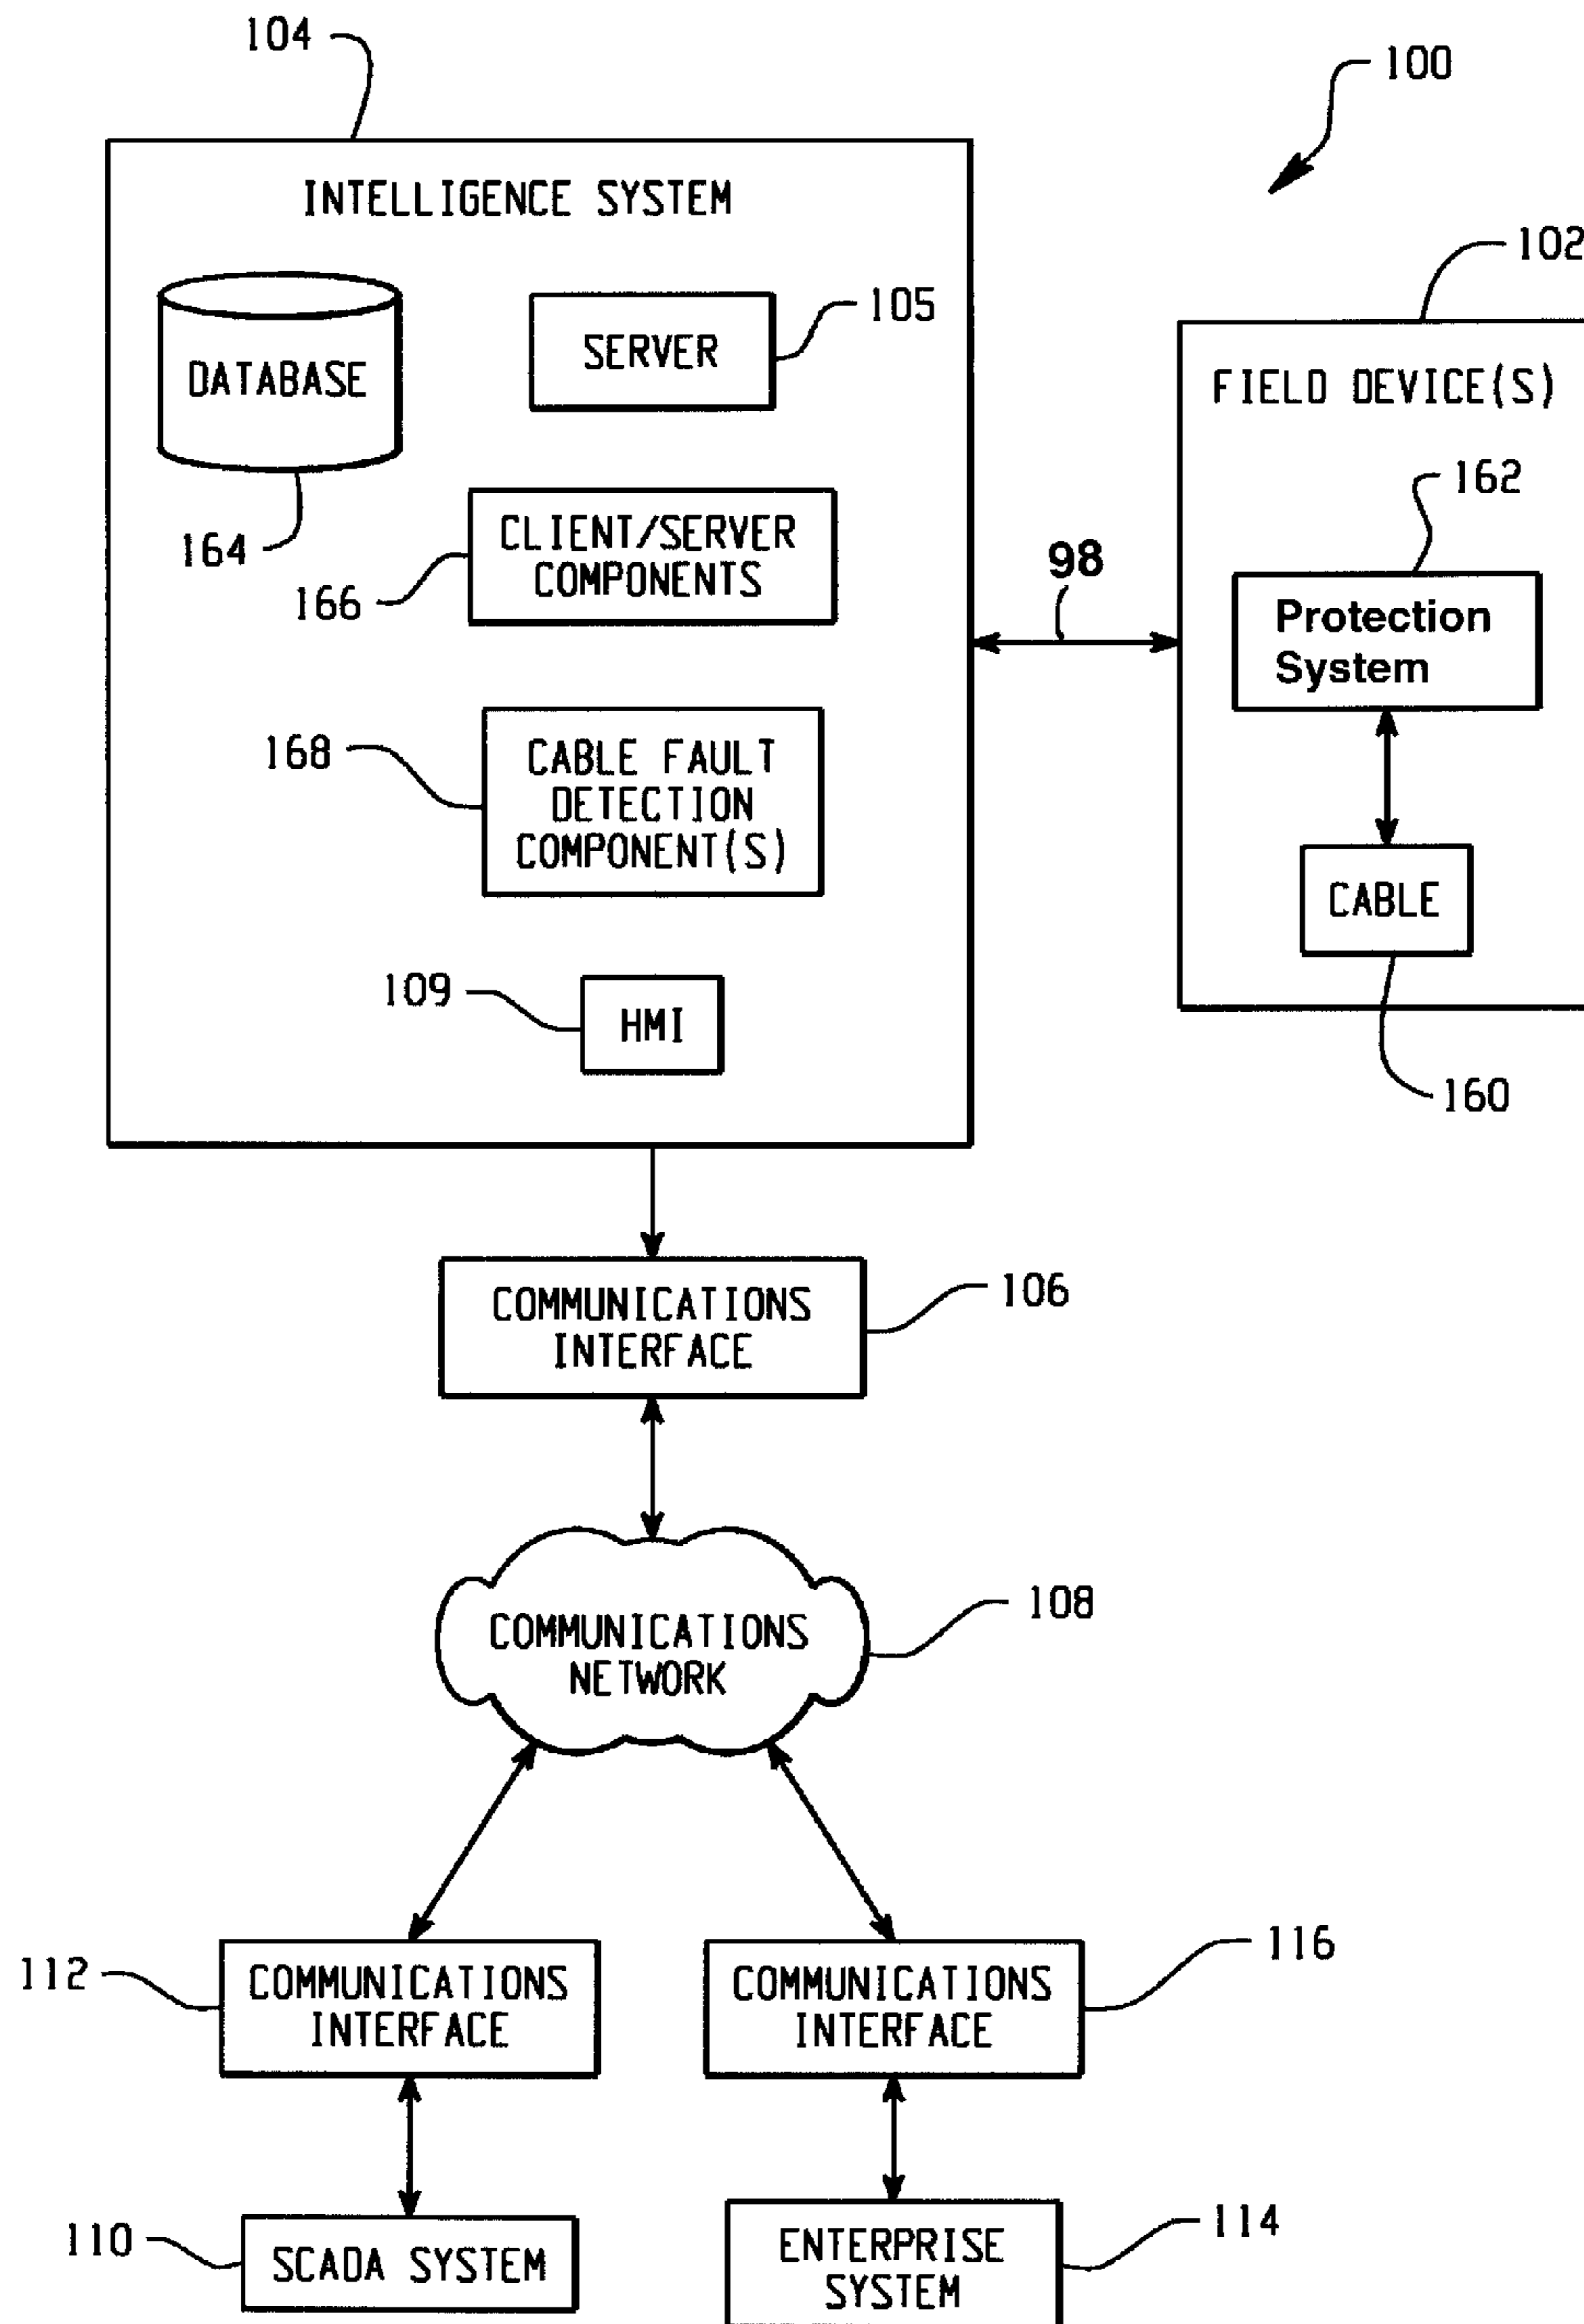 104
100
INTELLIGENCE SYSTEM
102
105
DATABASE
SERVER
FIELD DEVICE(S)
162
164
CLIENT/SERVER
COMPONENTS
166
98
Protection
System
168
CABLE FAULT
DETECTION
COMPONENT(S)
CABLE
109
HMI
160
COMMUNICATIONS
INTERFACE
106
COMMUNICATIONS
NETWORK
108
112
COMMUNICATIONS
INTERFACE
COMMUNICATIONS
INTERFACE
116
110
SCADA SYSTEM
ENTERPRISE
SYSTEM
114